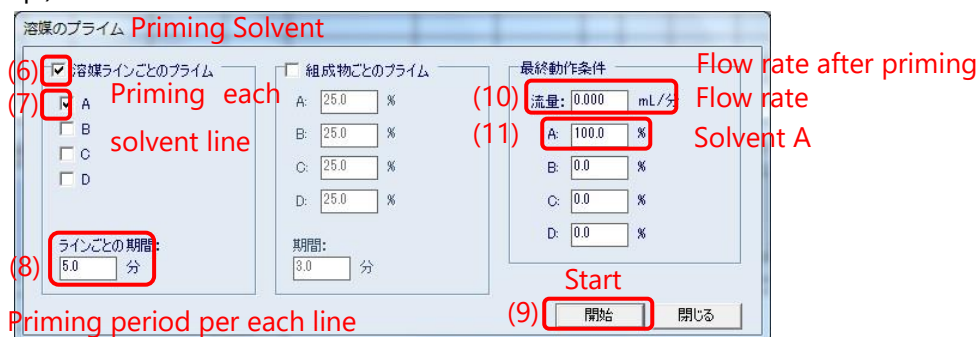 溶媒のプライム Priming Solvent
(6) 溶媒ラインごとのプライム
(7) A Priming each
B solvent line
C
D
ラインごとの期間:
(8) 5.0 分
Priming period per each line
組成物ごとのプライム
A: 25.0 %
B: 25.0 %
C: 25.0 %
D: 25.0 %
期間:
3.0 分
最終動作条件 Flow rate after priming
(10) 流量: 0.000 mL/分 Flow rate
(11) A: 100.0 % Solvent A
B: 0.0 %
C: 0.0 %
D: 0.0 %
Start
(9) 開始 閉じる